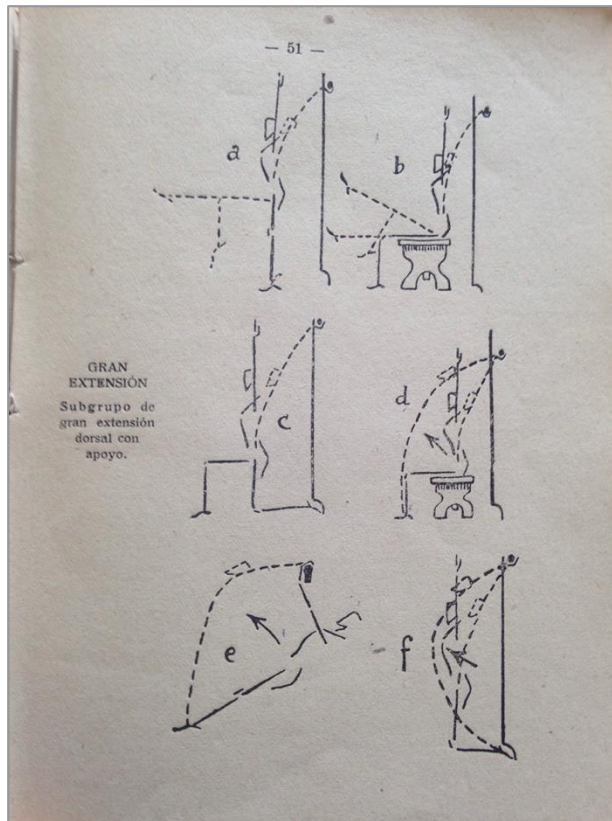 — 51 —
a
b
GRAN
EXTENSIÓN
Subgrupo de
gran extensión
dorsal con
apoyo.
c
d
e
f